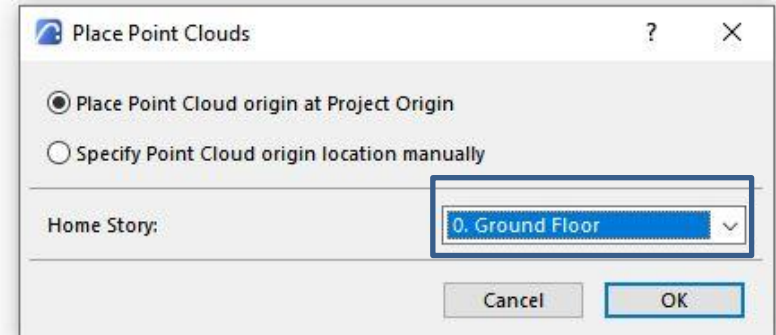 Place Point Clouds ?
Place Point Cloud origin at Project Origin
Specify Point Cloud origin location manually
Home Story: 0. Ground Floor
Cancel OK